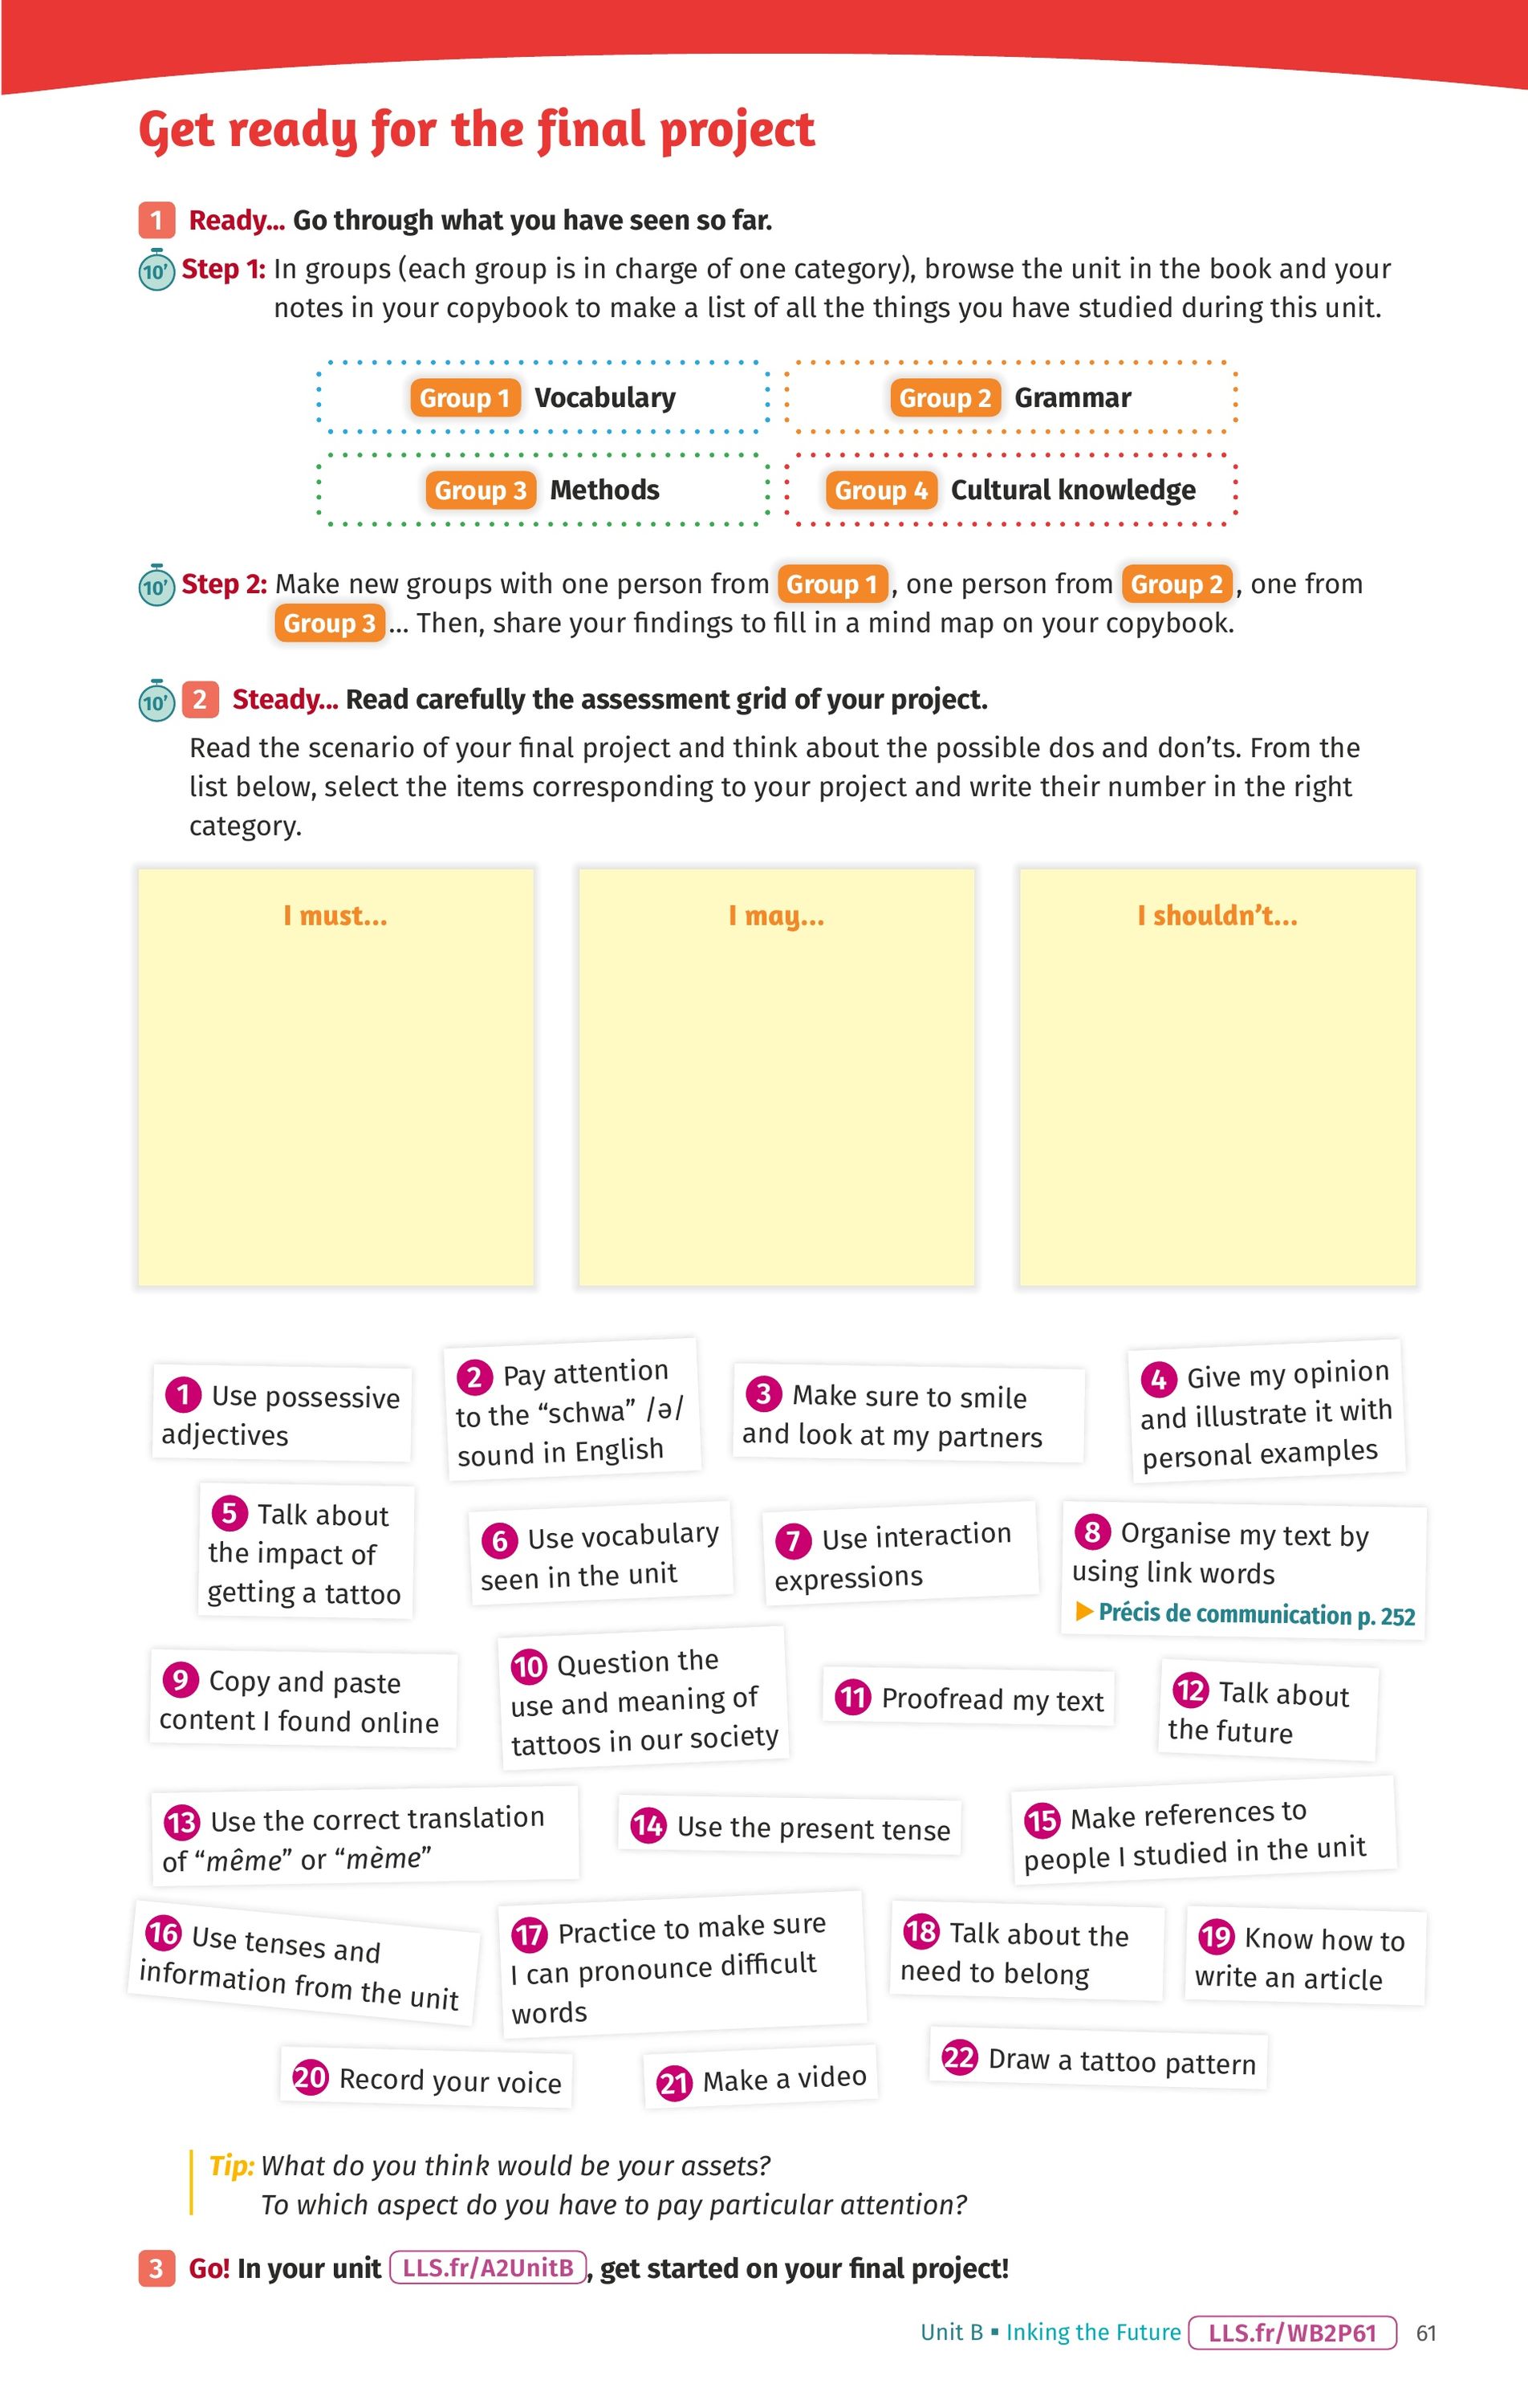 Get ready for the final project
1 Ready... Go through what you have seen so far.
10' Step 1: In groups (each group is in charge of one category), browse the unit in the book and your
notes in your copybook to make a list of all the things you have studied during this unit.
Group 1 Vocabulary
Group 2 Grammar
Group 3 Methods
Group 4 Cultural knowledge
10' Step 2: Make new groups with one person from Group 1, one person from Group 2, one from
Group 3... Then, share your findings to fill in a mind map on your copybook.
10' 2 Steady... Read carefully the assessment grid of your project.
Read the scenario of your final project and think about the possible dos and don'ts. From the
list below, select the items corresponding to your project and write their number in the right
category.
I must...
I may...
I shouldn't...
1 Use possessive
adjectives
2 Pay attention
to the “schwa” /ə/
sound in English
3 Make sure to smile
and look at my partners
4 Give my opinion
and illustrate it with
personal examples
5 Talk about
the impact of
getting a tattoo
6 Use vocabulary
seen in the unit
7 Use interaction
expressions
8 Organise my text by
using link words
Précis de communication p. 252
9 Copy and paste
content I found online
10 Question the
use and meaning of
tattoos in our society
11 Proofread my text
12 Talk about
the future
13 Use the correct translation
of “même” or “mème”
14 Use the present tense
15 Make references to
people I studied in the unit
16 Use tenses and
information from the unit
17 Practice to make sure
I can pronounce difficult
words
18 Talk about the
need to belong
19 Know how to
write an article
20 Record your voice
21 Make a video
22 Draw a tattoo pattern
Tip: What do you think would be your assets?
To which aspect do you have to pay particular attention?
3 Go! In your unit LLS.fr/A2UnitB, get started on your final project!
Unit B ▪ Inking the Future LLS.fr/WB2P61 61